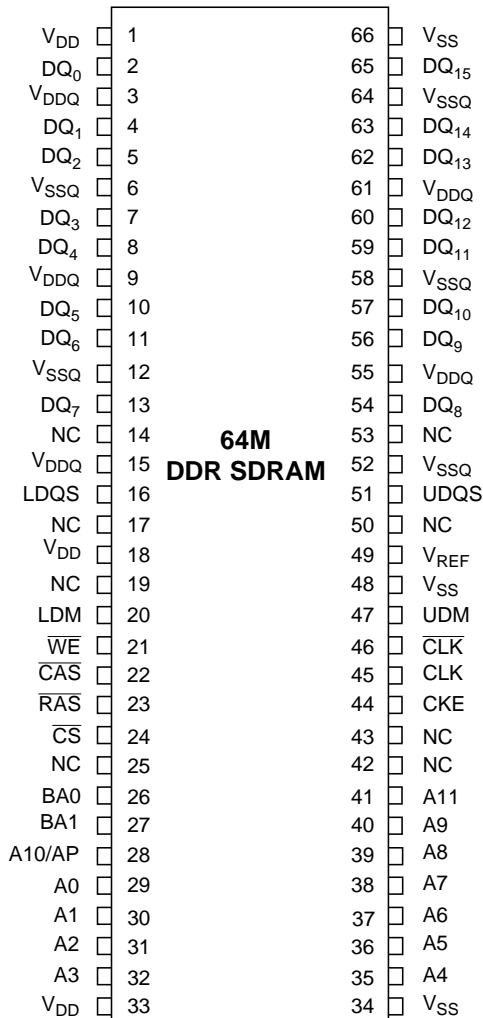 VDD 1 66 VSS
DQ0 2 65 DQ15
VDDQ 3 64 VSSQ
DQ1 4 63 DQ14
DQ2 5 62 DQ13
VSSQ 6 61 VDDQ
DQ3 7 60 DQ12
DQ4 8 59 DQ11
VDDQ 9 58 VSSQ
DQ5 10 57 DQ10
DQ6 11 56 DQ9
VSSQ 12 55 VDDQ
DQ7 13 54 DQ8
NC 14 64M 53 NC
VDDQ 15 DDR SDRAM 52 VSSQ
LDQS 16 51 UDQS
NC 17 50 NC
VDD 18 49 VREF
NC 19 48 VSS
LDM 20 47 UDM
W̅E̅ 21 46 C̅L̅K̅
C̅A̅S̅ 22 45 CLK
R̅A̅S̅ 23 44 CKE
C̅S̅ 24 43 NC
NC 25 42 NC
BA0 26 41 A11
BA1 27 40 A9
A10/AP 28 39 A8
A0 29 38 A7
A1 30 37 A6
A2 31 36 A5
A3 32 35 A4
VDD 33 34 VSS